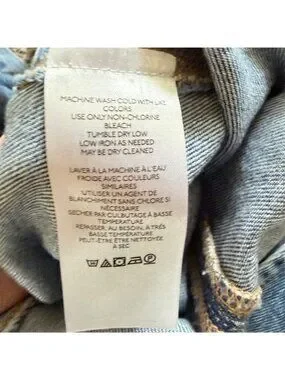 MACHINE WASH COLD WITH LIKE
COLORS
USE ONLY NON-CHLORINE
BLEACH
TUMBLE DRY LOW
LOW IRON AS NEEDED
MAY BE DRY CLEANED
LAVER À LA MACHINE À L'EAU
FROIDE AVEC COULEURS
SIMILAIRES
UTILISER UN AGENT DE
BLANCHIMENT SANS CHLORE SI
NÉCESSAIRE
SÉCHER PAR CULBUTAGE À BASSE
TEMPÉRATURE
REPASSER, AU BESOIN, À TRÈS
BASSE TEMPÉRATURE
PEUT-ÊTRE ÊTRE NETTOYÉE
À SEC